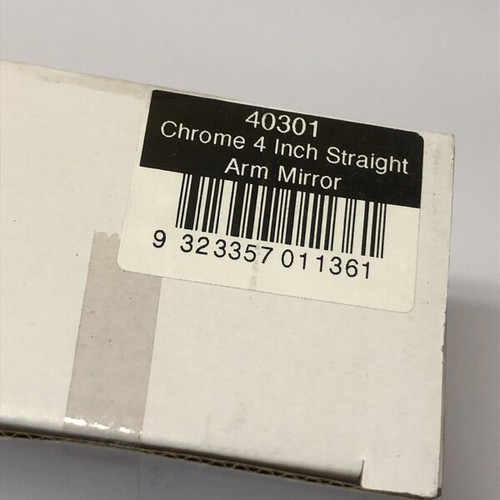 40301
Chrome 4 Inch Straight
Arm Mirror
9 323357 011361